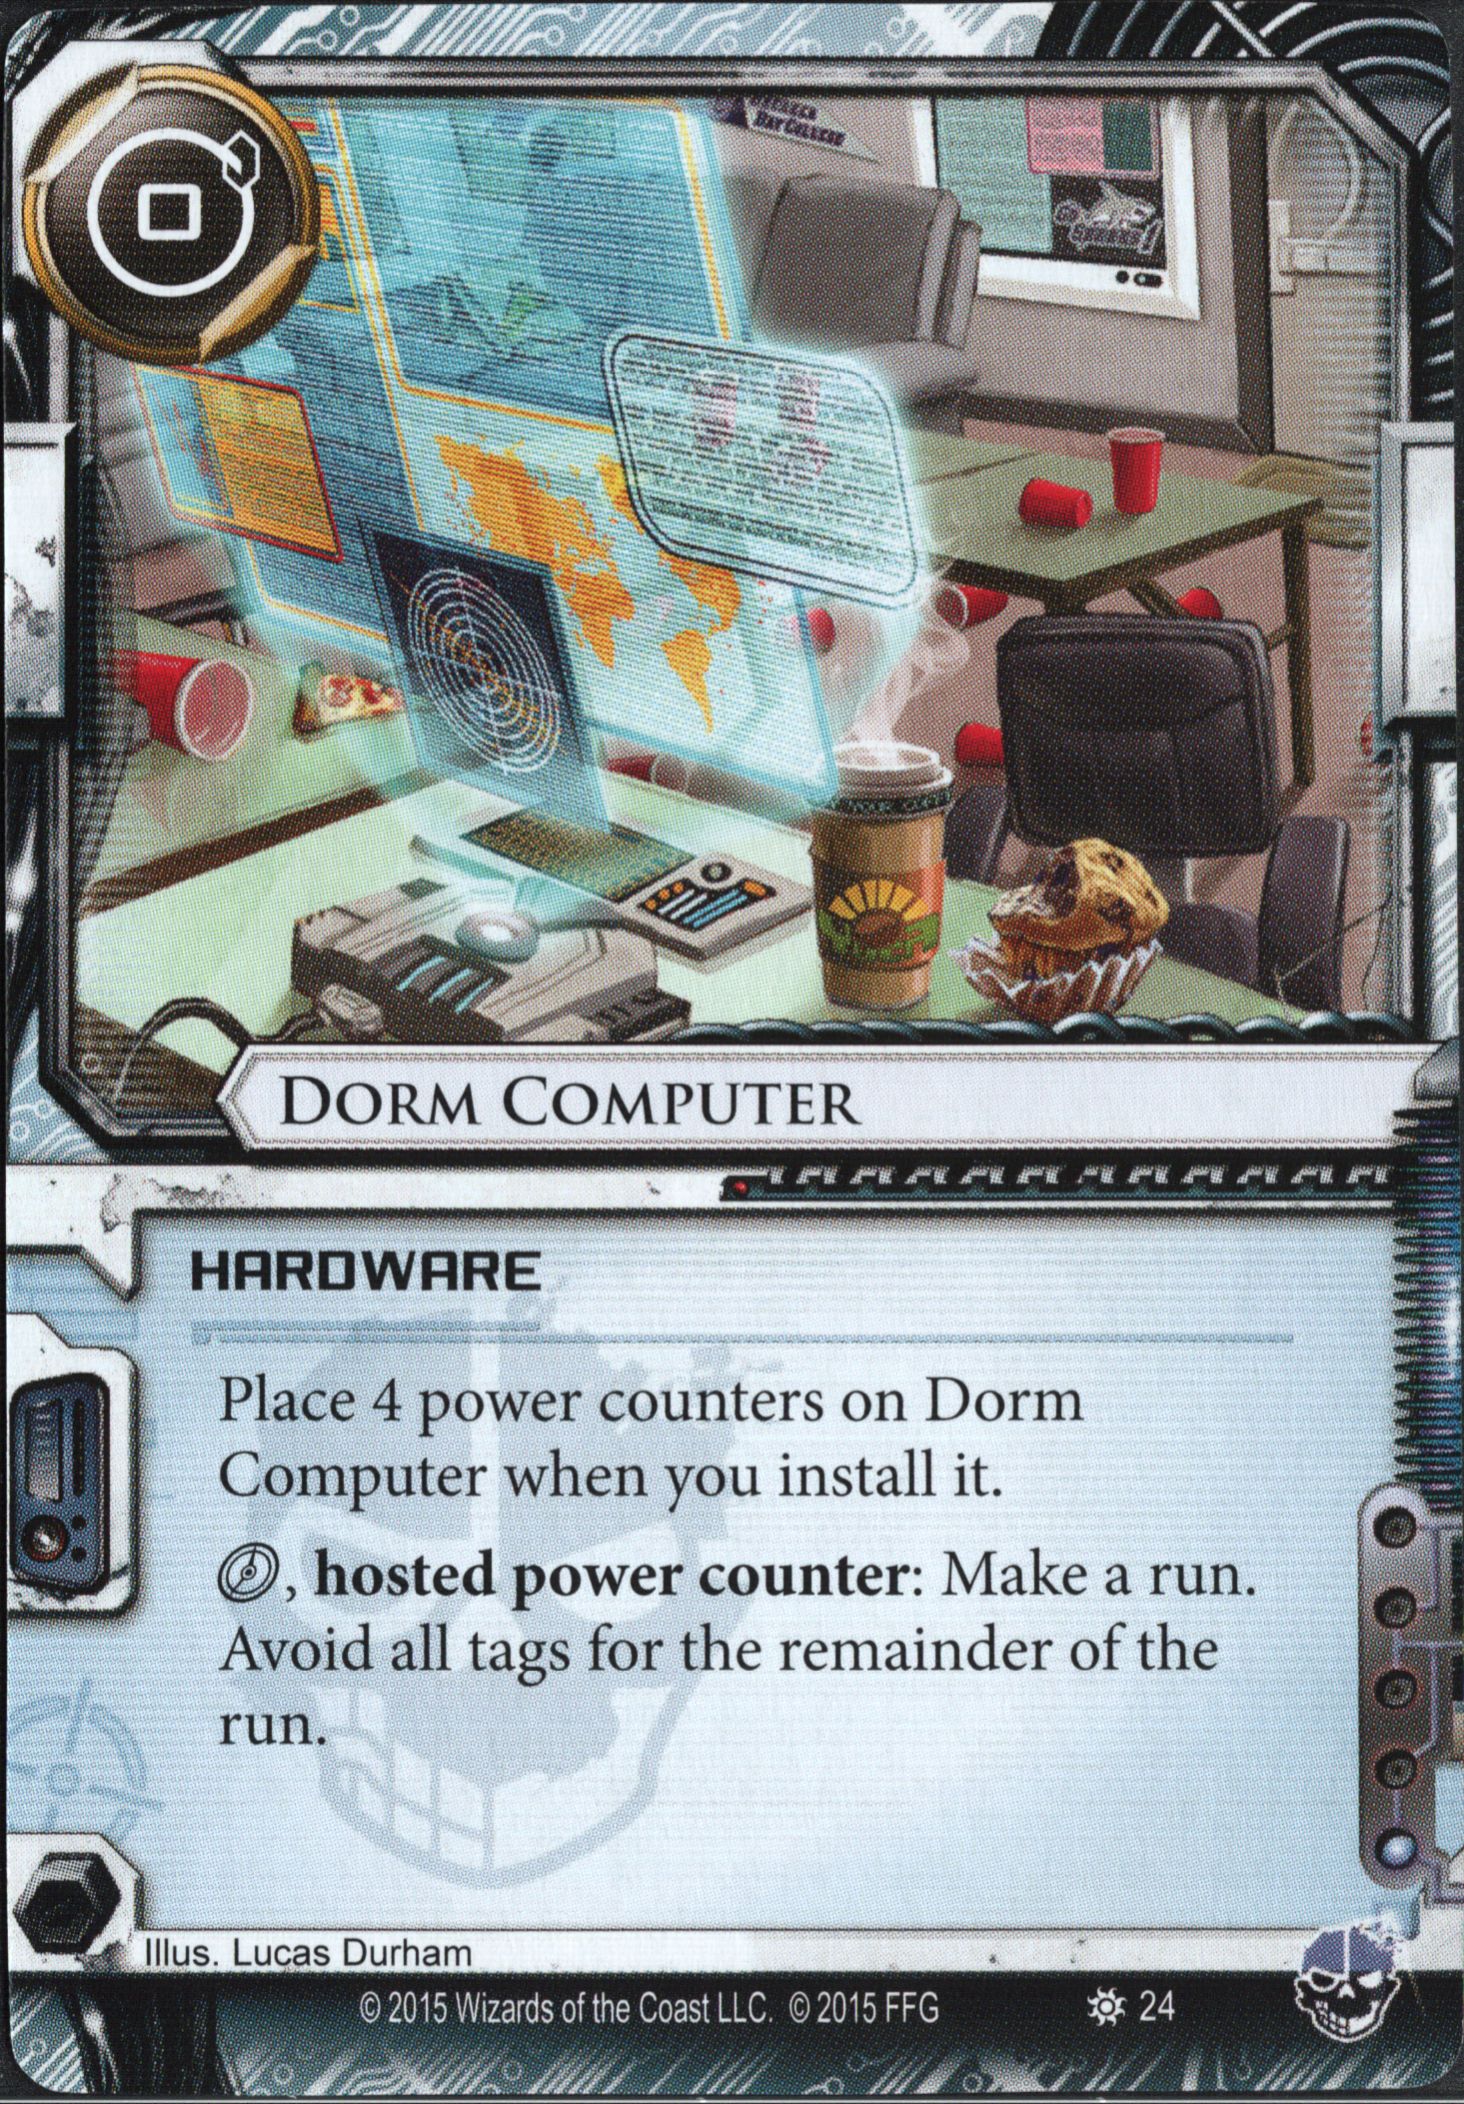 0
BAY COLLEGE
DORM COMPUTER
HARDWARE
Place 4 power counters on Dorm
Computer when you install it.
, hosted power counter: Make a run.
Avoid all tags for the remainder of the
run.
Illus. Lucas Durham
© 2015 Wizards of the Coast LLC. © 2015 FFG
24